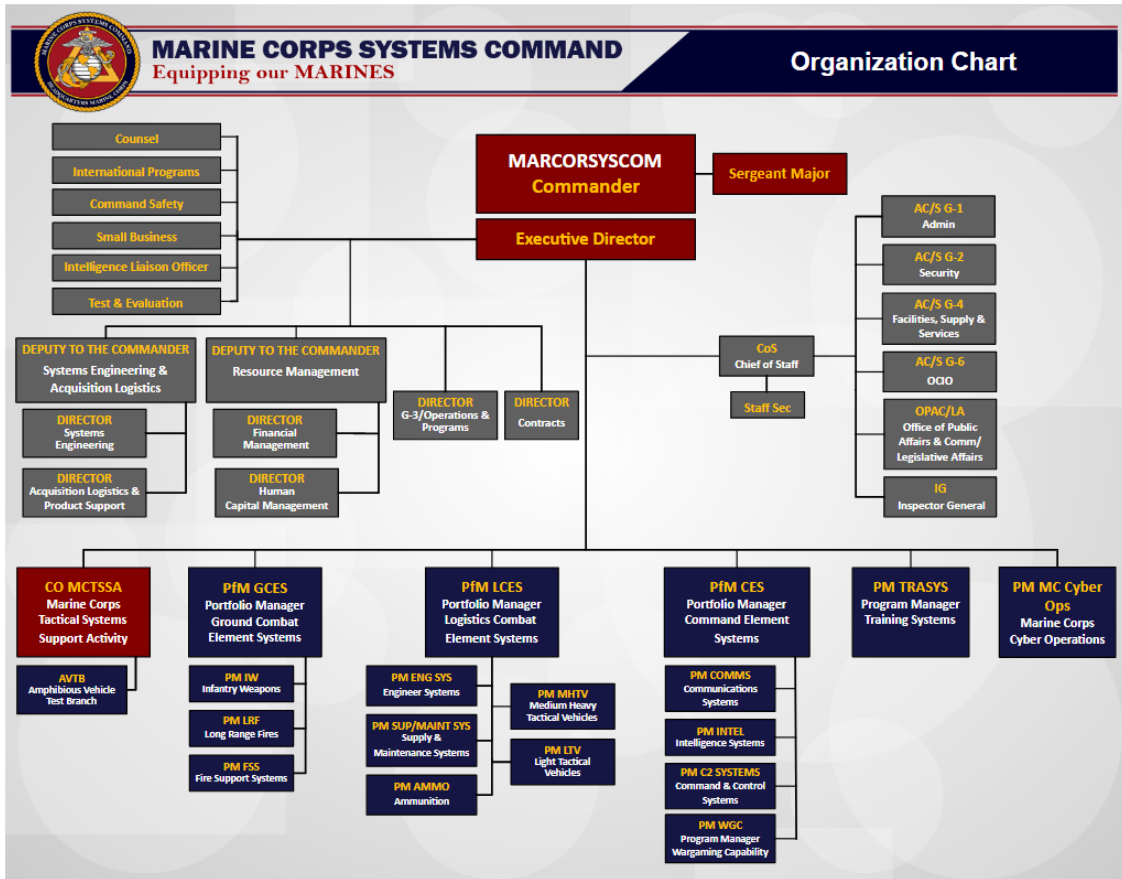 MARINE CORPS SYSTEMS COMMAND
Equipping our MARINES
Organization Chart
MARINE CORPS SYSTEMS COMMAND
HEADQUARTERS MARINE CORPS
Counsel
International Programs
Command Safety
Small Business
Intelligence Liaison Officer
Test & Evaluation
MARCORSYSCOM
Commander
Sergeant Major
Executive Director
AC/S G-1
Admin
AC/S G-2
Security
AC/S G-4
Facilities, Supply &
Services
AC/S G-6
OCIO
OPAC/LA
Office of Public
Affairs & Comm/
Legislative Affairs
IG
Inspector General
CoS
Chief of Staff
Staff Sec
DEPUTY TO THE COMMANDER
Systems Engineering &
Acquisition Logistics
DIRECTOR
Systems
Engineering
DIRECTOR
Acquisition Logistics &
Product Support
DEPUTY TO THE COMMANDER
Resource Management
DIRECTOR
Financial
Management
DIRECTOR
Human
Capital Management
DIRECTOR
G-3/Operations &
Programs
DIRECTOR
Contracts
CO MCTSSA
Marine Corps
Tactical Systems
Support Activity
AVTB
Amphibious Vehicle
Test Branch
PfM GCES
Portfolio Manager
Ground Combat
Element Systems
PM IW
Infantry Weapons
PM LRF
Long Range Fires
PM FSS
Fire Support Systems
PfM LCES
Portfolio Manager
Logistics Combat
Element Systems
PM ENG SYS
Engineer Systems
PM SUP/MAINT SYS
Supply &
Maintenance Systems
PM AMMO
Ammunition
PM MHTV
Medium Heavy
Tactical Vehicles
PM LTV
Light Tactical
Vehicles
PfM CES
Portfolio Manager
Command Element
Systems
PM COMMS
Communications
Systems
PM INTEL
Intelligence Systems
PM C2 SYSTEMS
Command & Control
Systems
PM WGC
Program Manager
Wargaming Capability
PM TRASYS
Program Manager
Training Systems
PM MC Cyber
Ops
Marine Corps
Cyber Operations